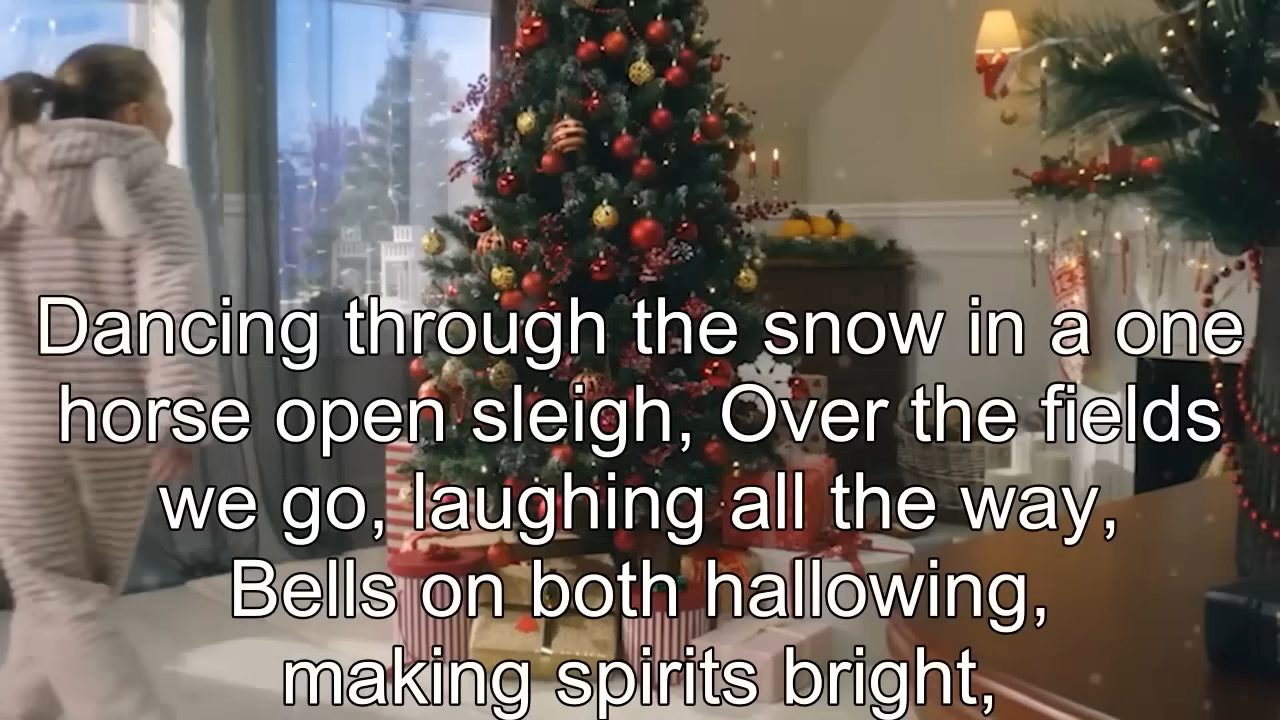 Dancing through the snow in a one
horse open sleigh, Over the fields
we go, laughing all the way,
Bells on both hallowing,
making spirits bright,